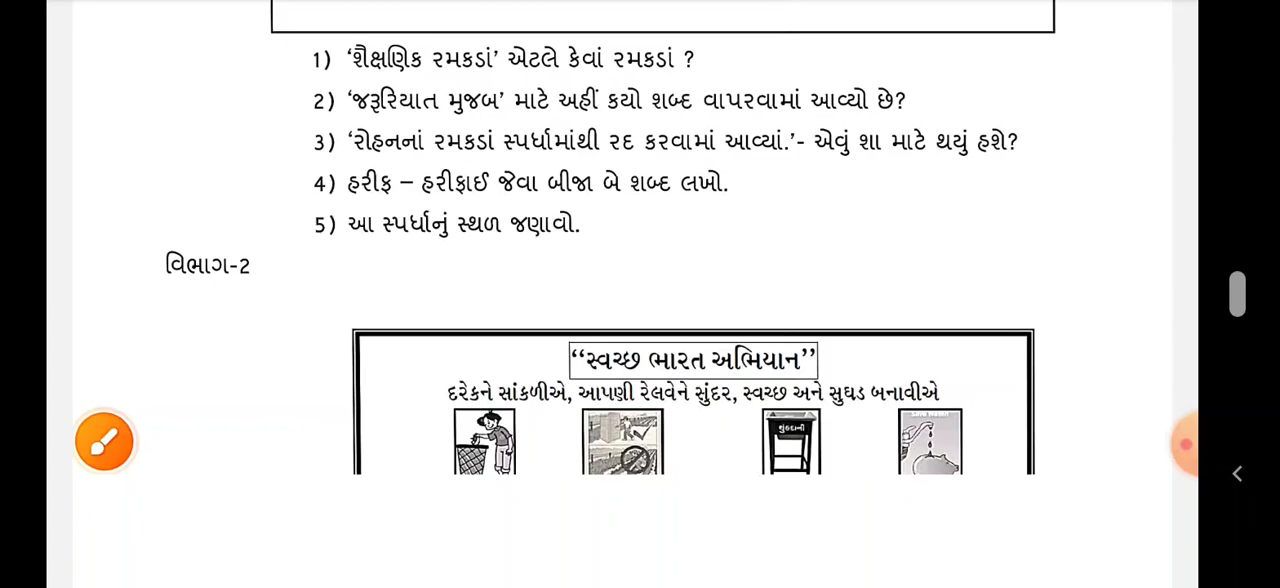 1) ‘શૈક્ષણિક રમકડાં’ એટલે કેવાં રમકડાં ?
2) ‘જરૂરિયાત મુજબ’ માટે અહીં કયો શબ્દ વાપરવામાં આવ્યો છે?
3) ‘રોહનનાં રમકડાં સ્પર્ધામાંથી રદ કરવામાં આવ્યાં.’- એવું શા માટે થયું હશે?
4) હરીફ – હરીફાઈ જેવા બીજા બે શબ્દ લખો.
5) આ સ્પર્ધાનું સ્થળ જણાવો.
વિભાગ-2
‘‘સ્વચ્છ ભારત અભિયાન’’
દરેકને સાંકળીએ, આપણી રેલવેને સુંદર, સ્વચ્છ અને સુઘડ બનાવીએ